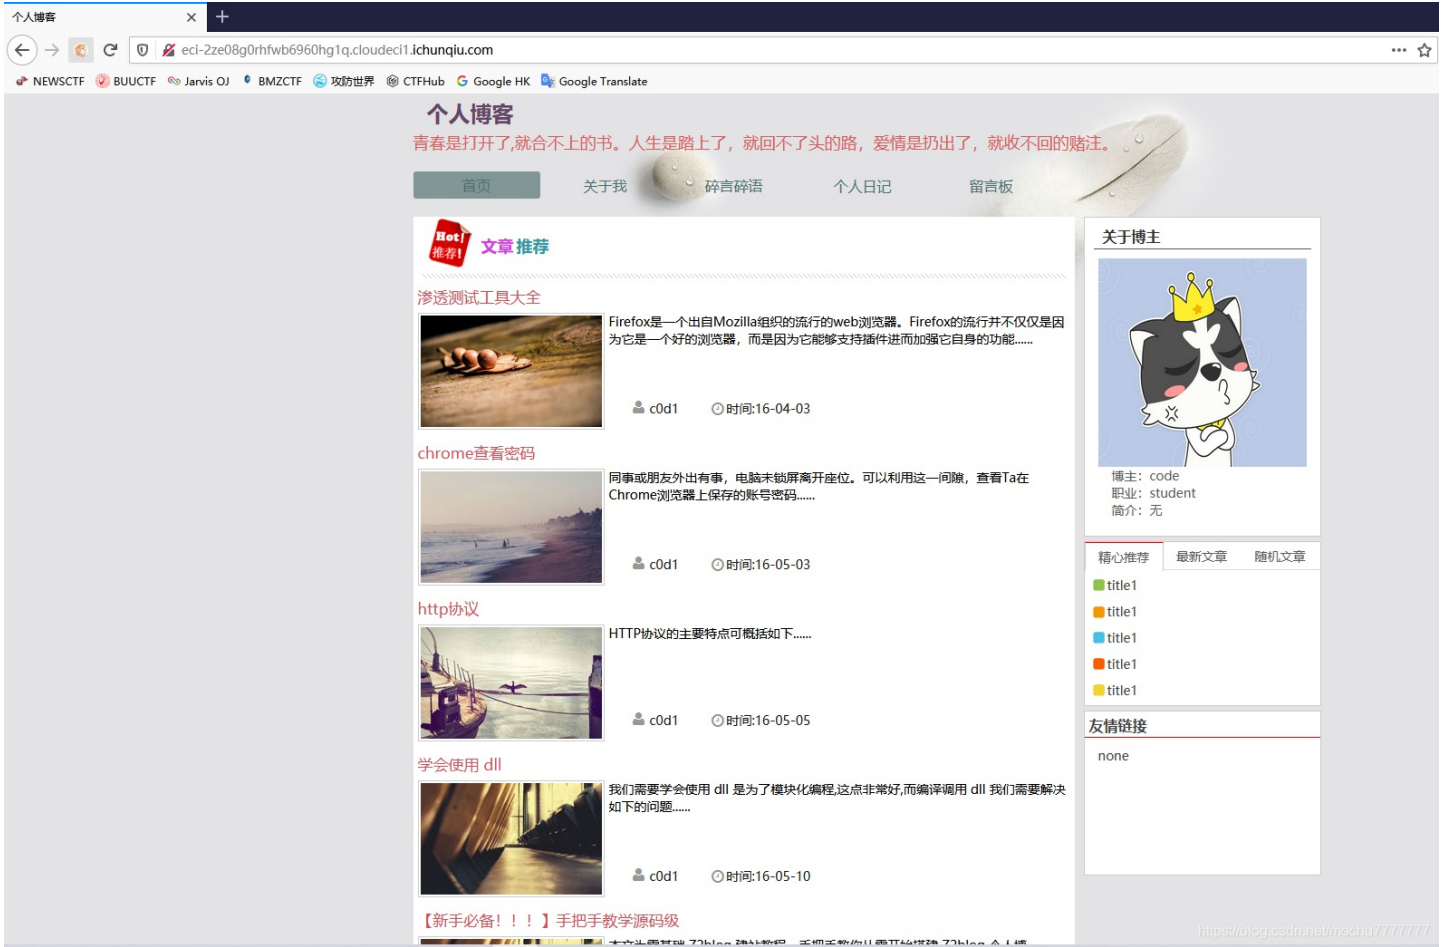 个人博客
eci-2ze08g0rhfwb6960hg1q.cloudeci1.ichunqiu.com
NEWSCTF BUUCTF Jarvis OJ BMZCTF 攻防世界 CTFHub Google HK Google Translate
个人博客
青春是打开了,就合不上的书。人生是踏上了，就回不了头的路，爱情是扔出了，就收不回的赌注。
首页 关于我 碎言碎语 个人日记 留言板
Hot!
推荐!
文章推荐
渗透测试工具大全
Firefox是一个出自Mozilla组织的流行的web浏览器。Firefox的流行并不仅仅是因
为它是一个好的浏览器，而是因为它能够支持插件进而加强它自身的功能......
c0d1 时间:16-04-03
chrome查看密码
同事或朋友外出有事，电脑未锁屏离开座位。可以利用这一间隙，查看Ta在
Chrome浏览器上保存的账号密码......
c0d1 时间:16-05-03
http协议
HTTP协议的主要特点可概括如下......
c0d1 时间:16-05-05
学会使用 dll
我们需要学会使用 dll 是为了模块化编程,这点非常好,而编译调用 dll 我们需要解决
如下的问题......
c0d1 时间:16-05-10
【新手必备！！！】手把手教学源码级
关于博主
博主：code
职业：student
简介：无
精心推荐 最新文章 随机文章
title1
title1
title1
title1
title1
友情链接
none
https://blog.csdn.net/mochu7777777